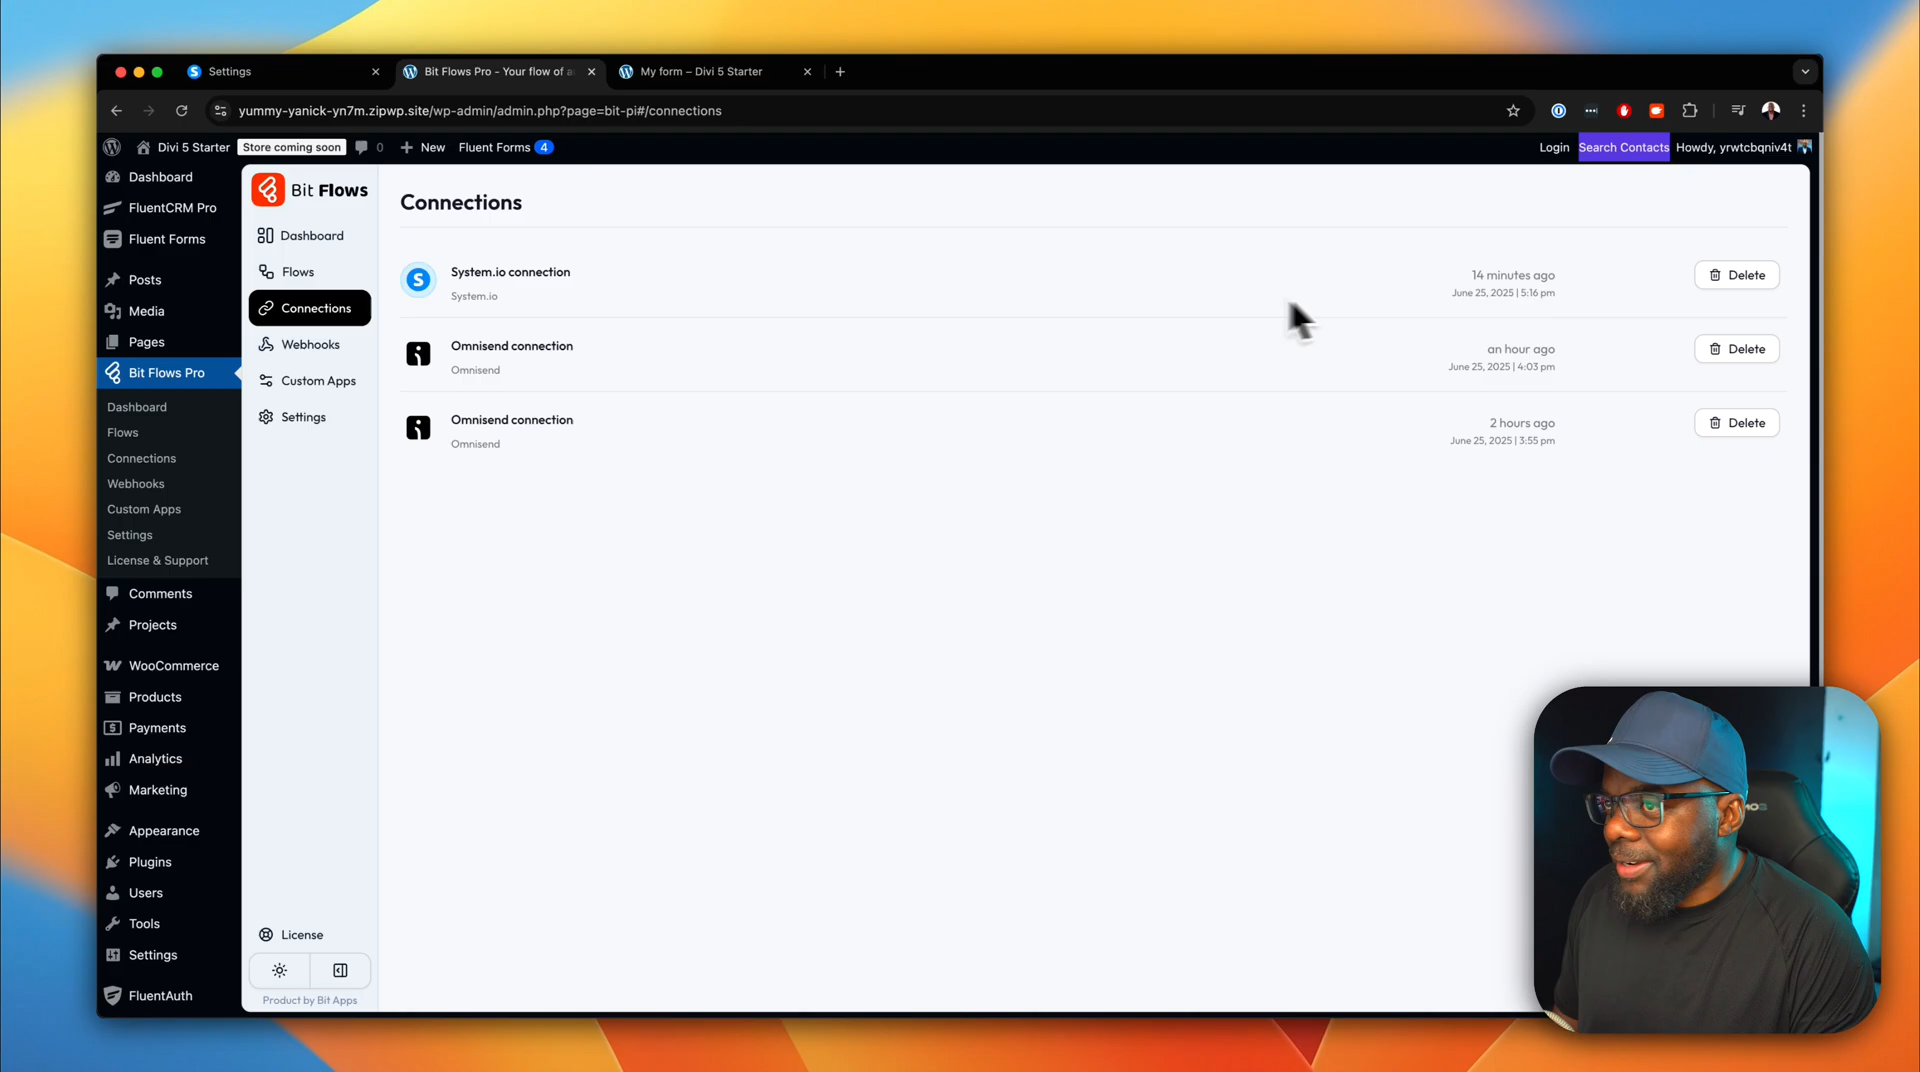 Settings
Bit Flows Pro - Your flow of a
My form – Divi 5 Starter
yummy-yanick-yn7m.zipwp.site/wp-admin/admin.php?page=bit-pi#/connections
Divi 5 Starter
Store coming soon
0
New
Fluent Forms 4
Login
Search Contacts
Howdy, yrwtcbqniv4t
Dashboard
FluentCRM Pro
Fluent Forms
Posts
Media
Pages
Bit Flows Pro
Dashboard
Flows
Connections
Webhooks
Custom Apps
Settings
License & Support
Comments
Projects
WooCommerce
Products
Payments
Analytics
Marketing
Appearance
Plugins
Users
Tools
Settings
FluentAuth
Bit Flows
Dashboard
Flows
Connections
Webhooks
Custom Apps
Settings
License
Product by Bit Apps
Connections
System.io connection
System.io
14 minutes ago
June 25, 2025 | 5:16 pm
Delete
Omnisend connection
Omnisend
an hour ago
June 25, 2025 | 4:03 pm
Delete
Omnisend connection
Omnisend
2 hours ago
June 25, 2025 | 3:55 pm
Delete